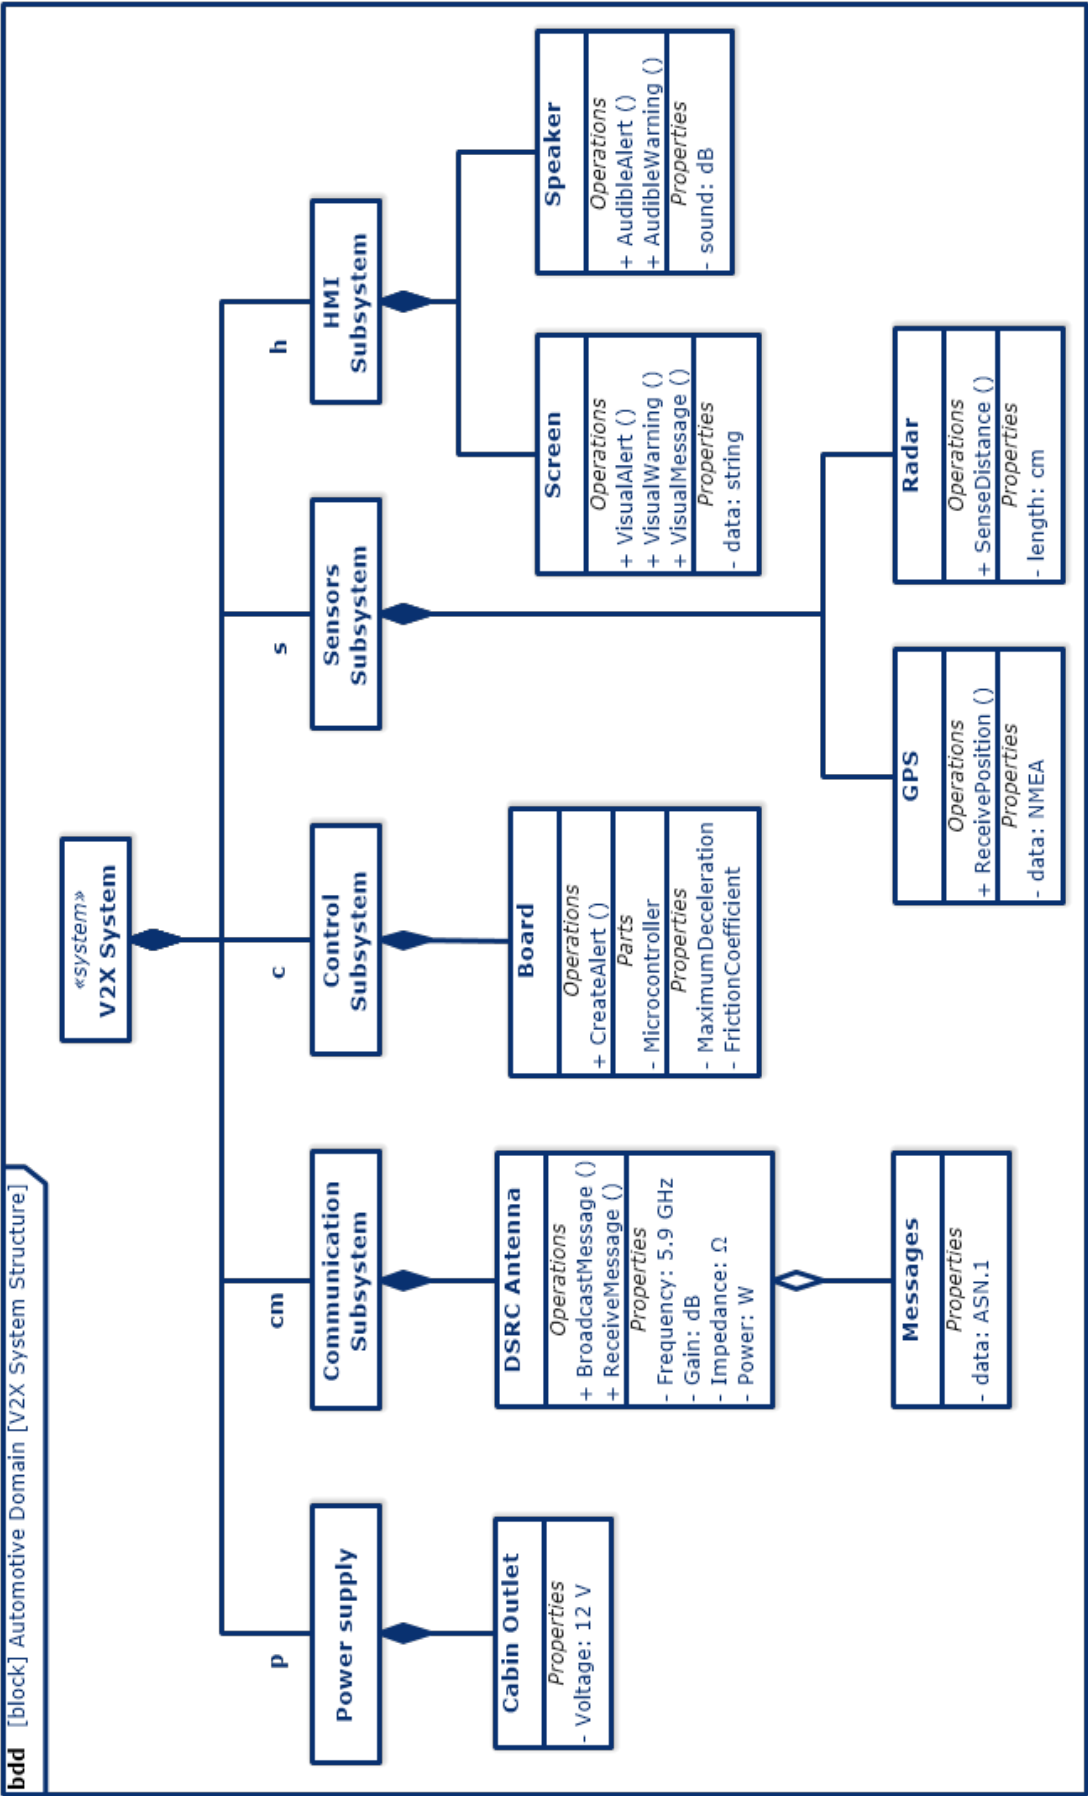 bdd [block] Automotive Domain [V2X System Structure]
«system»
V2X System
p
cm
c
s
h
Power supply
Communication
Subsystem
Control
Subsystem
Sensors
Subsystem
HMI
Subsystem
Cabin Outlet
Properties
- Voltage: 12 V
DSRC Antenna
Operations
+ BroadcastMessage ()
+ ReceiveMessage ()
Properties
- Frequency: 5.9 GHz
- Gain: dB
- Impedance: Ω
- Power: W
Board
Operations
+ CreateAlert ()
Parts
- Microcontroller
Properties
- MaximumDeceleration
- FrictionCoefficient
Screen
Operations
+ VisualAlert ()
+ VisualWarning ()
+ VisualMessage ()
Properties
- data: string
Speaker
Operations
+ AudibleAlert ()
+ AudibleWarning ()
Properties
- sound: dB
Messages
Properties
- data: ASN.1
GPS
Operations
+ ReceivePosition ()
Properties
- data: NMEA
Radar
Operations
+ SenseDistance ()
Properties
- length: cm